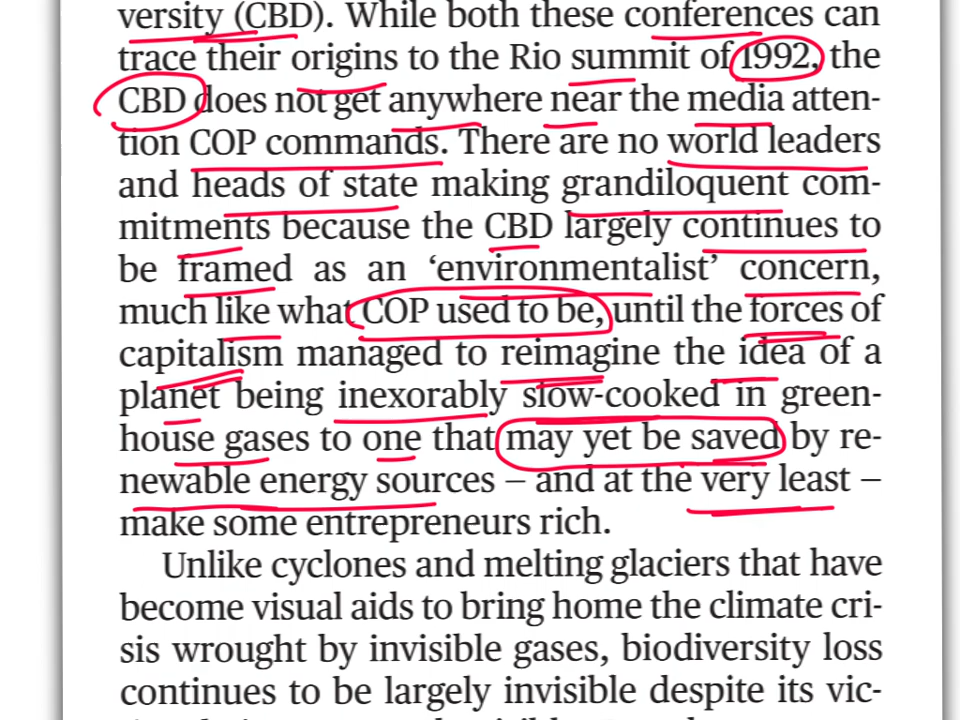 versity (CBD). While both these conferences can
trace their origins to the Rio summit of 1992, the
CBD does not get anywhere near the media atten-
tion COP commands. There are no world leaders
and heads of state making grandiloquent com-
mitments because the CBD largely continues to
be framed as an ‘environmentalist’ concern,
much like what COP used to be, until the forces of
capitalism managed to reimagine the idea of a
planet being inexorably slow-cooked in green-
house gases to one that may yet be saved by re-
newable energy sources – and at the very least –
make some entrepreneurs rich.
Unlike cyclones and melting glaciers that have
become visual aids to bring home the climate cri-
sis wrought by invisible gases, biodiversity loss
continues to be largely invisible despite its vic-